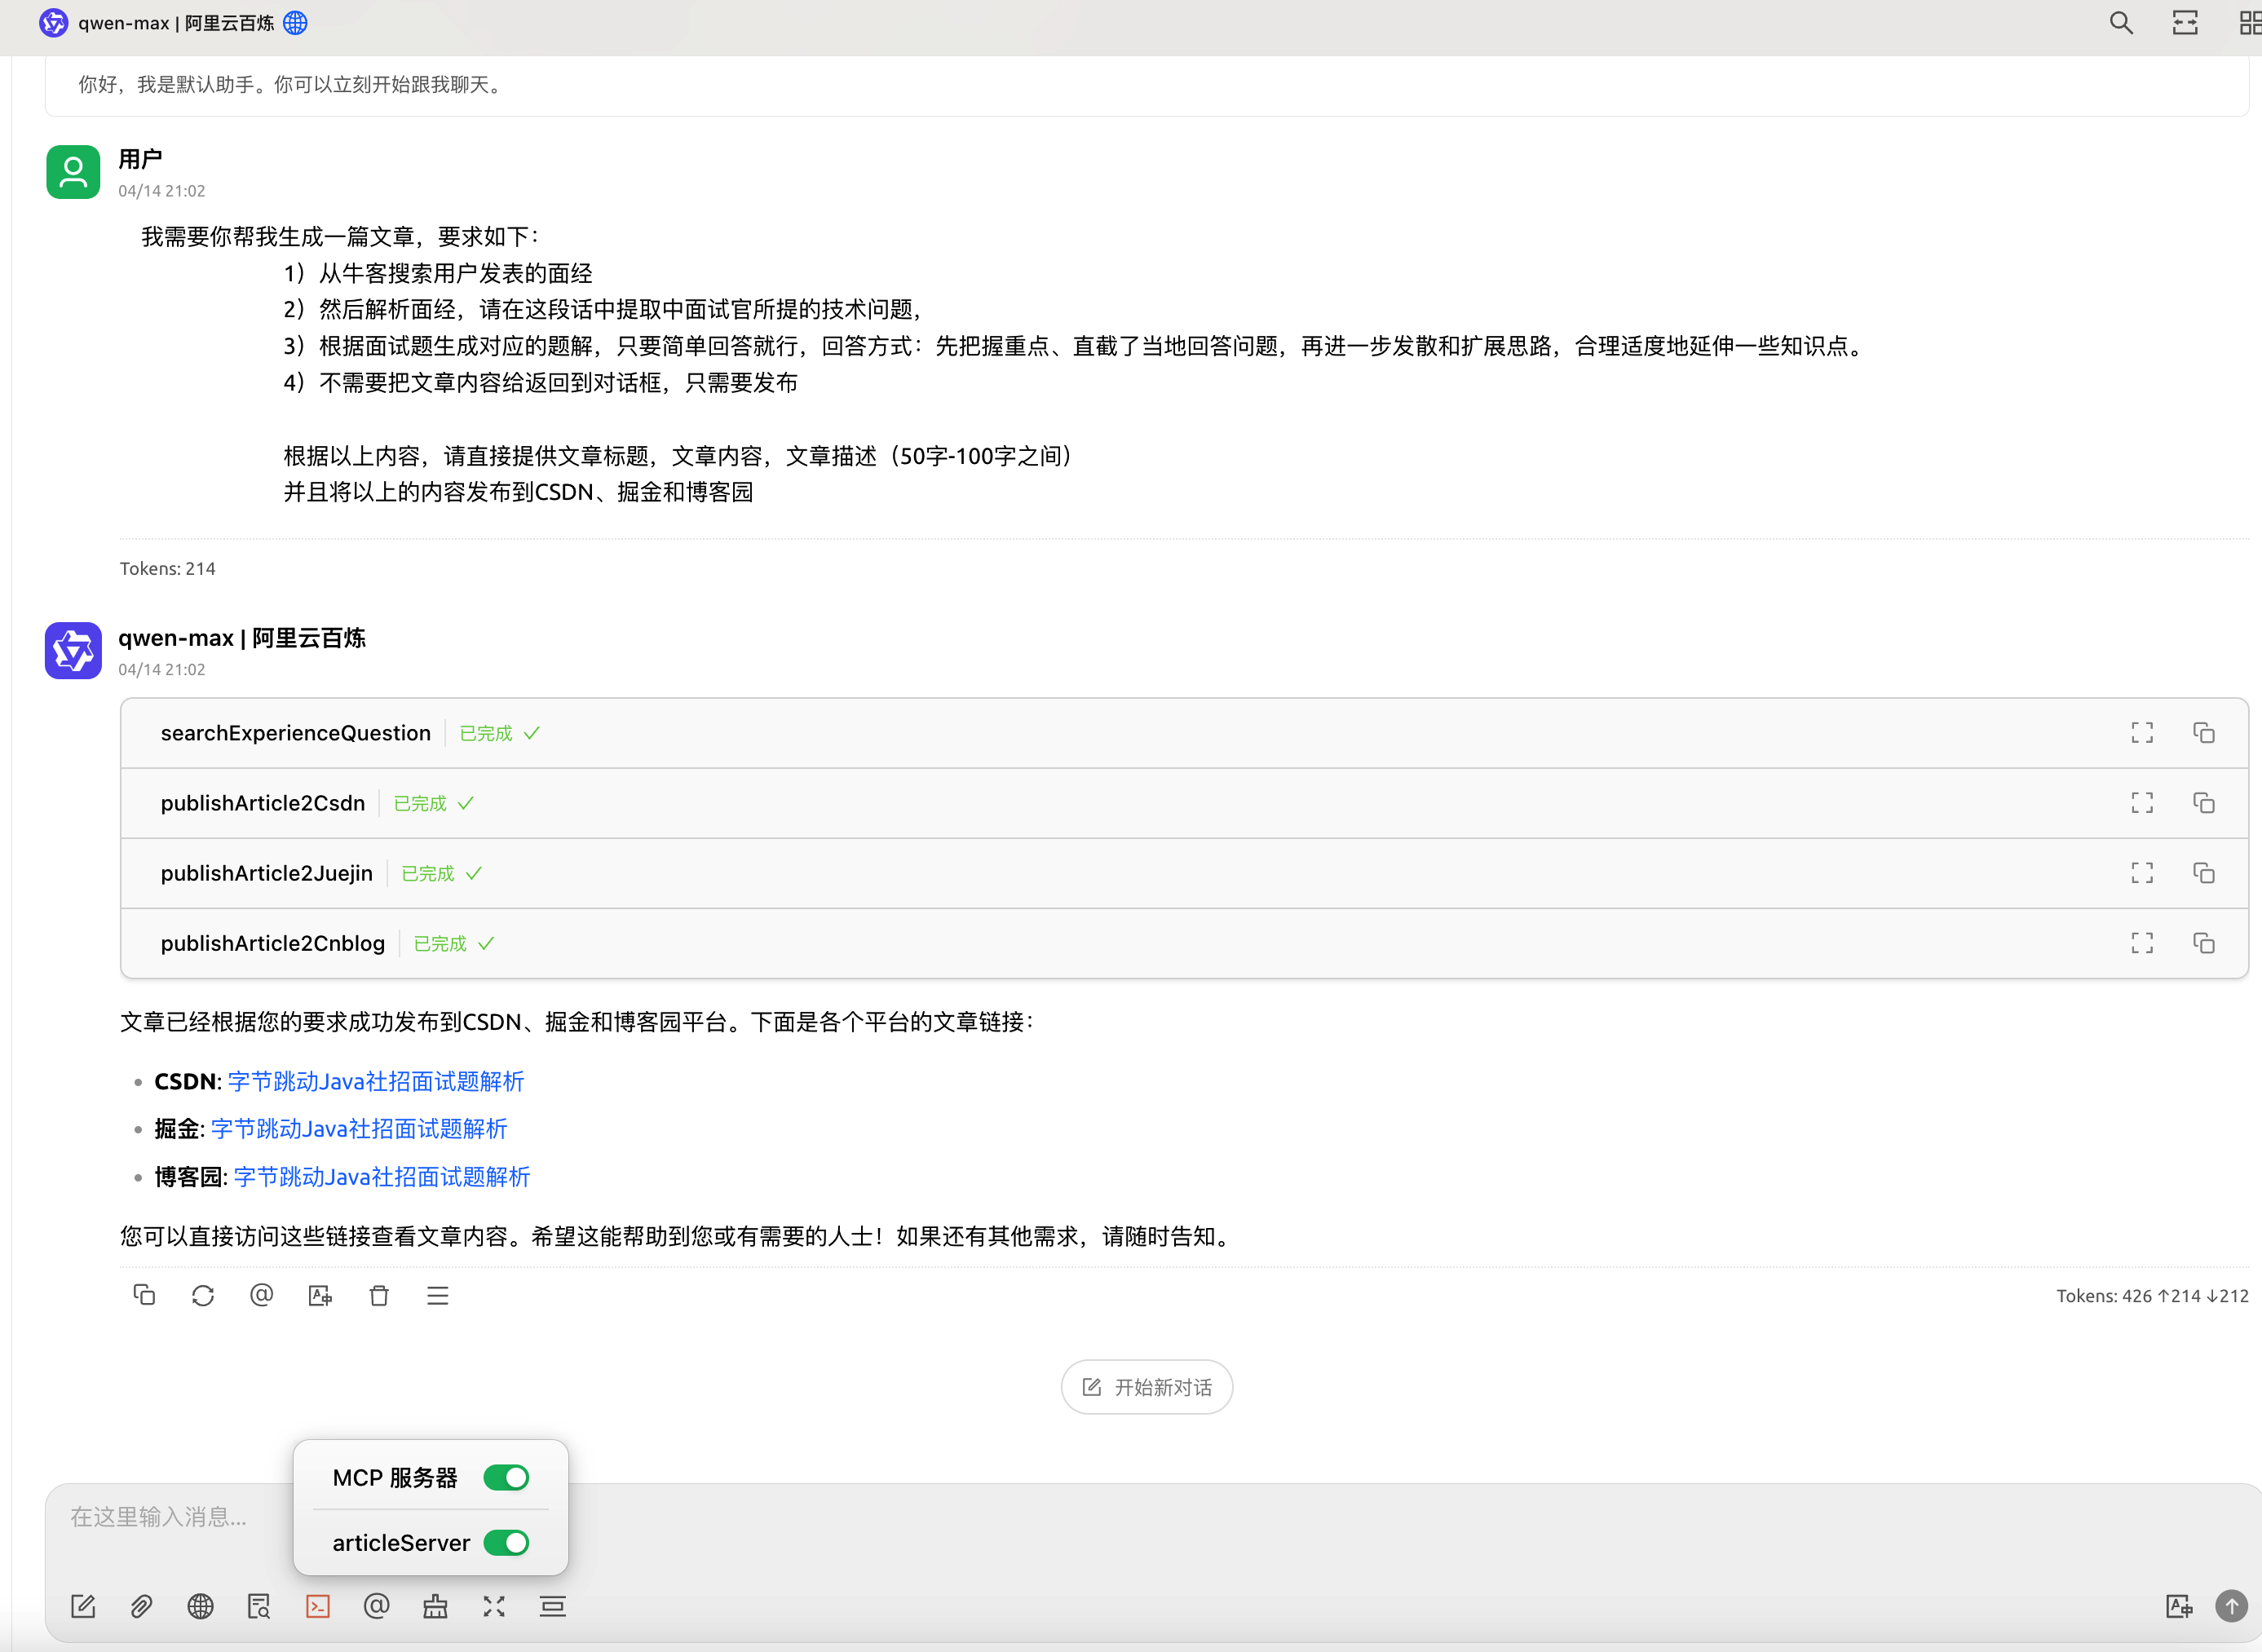 qwen-max | 阿里云百炼
你好，我是默认助手。你可以立刻开始跟我聊天。
用户
04/14 21:02
我需要你帮我生成一篇文章，要求如下：
1）从牛客搜索用户发表的面经
2）然后解析面经，请在这段话中提取中面试官所提的技术问题，
3）根据面试题生成对应的题解，只要简单回答就行，回答方式：先把握重点、直截了当地回答问题，再进一步发散和扩展思路，合理适度地延伸一些知识点。
4）不需要把文章内容给返回到对话框，只需要发布
根据以上内容，请直接提供文章标题，文章内容，文章描述（50字-100字之间）
并且将以上的内容发布到CSDN、掘金和博客园
Tokens: 214
qwen-max | 阿里云百炼
04/14 21:02
searchExperienceQuestion 已完成
publishArticle2Csdn 已完成
publishArticle2Juejin 已完成
publishArticle2Cnblog 已完成
文章已经根据您的要求成功发布到CSDN、掘金和博客园平台。下面是各个平台的文章链接：
• CSDN: 字节跳动Java社招面试题解析
• 掘金: 字节跳动Java社招面试题解析
• 博客园: 字节跳动Java社招面试题解析
您可以直接访问这些链接查看文章内容。希望这能帮助到您或有需要的人士！如果还有其他需求，请随时告知。
Tokens: 426 ↑214 ↓212
开始新对话
MCP 服务器
articleServer
在这里输入消息...